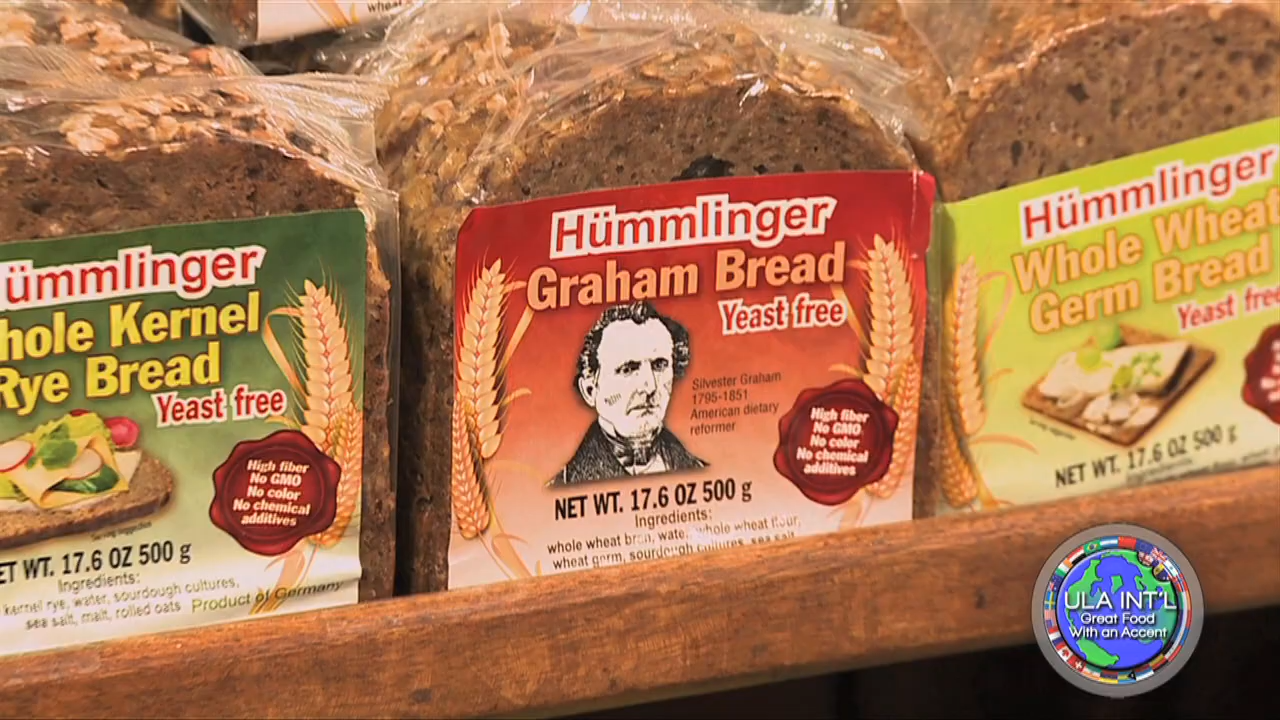 ümmlinger
hole Kernel
Rye Bread
Yeast free
High fiber
No GMO
No color
No chemical
additives
ET WT. 17.6 OZ 500 g
Ingredients:
kernel rye, water, sourdough cultures,
sea salt, malt, rolled oats Product of Germany
Hümmlinger
Graham Bread
Yeast free
Silvester Graham
1795-1851
American dietary
reformer
High fiber
No GMO
No color
No chemical
additives
NET WT. 17.6 OZ 500 g
Ingredients:
whole wheat bran, water, whole wheat flour,
wheat germ, sourdough cultures, sea salt
Hümmlinger
Whole Wheat
Germ Bread
Yeast free
NET WT. 17.6 OZ 500 g
ULA INT'L
Great Food
With an Accent